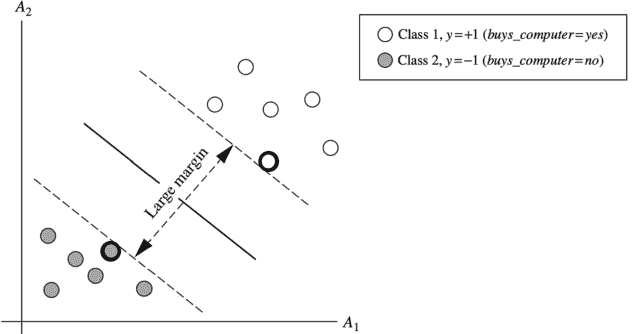 A2
Class 1, y=+1 (buys_computer=yes)
Class 2, y=−1 (buys_computer=no)
Large margin
A1